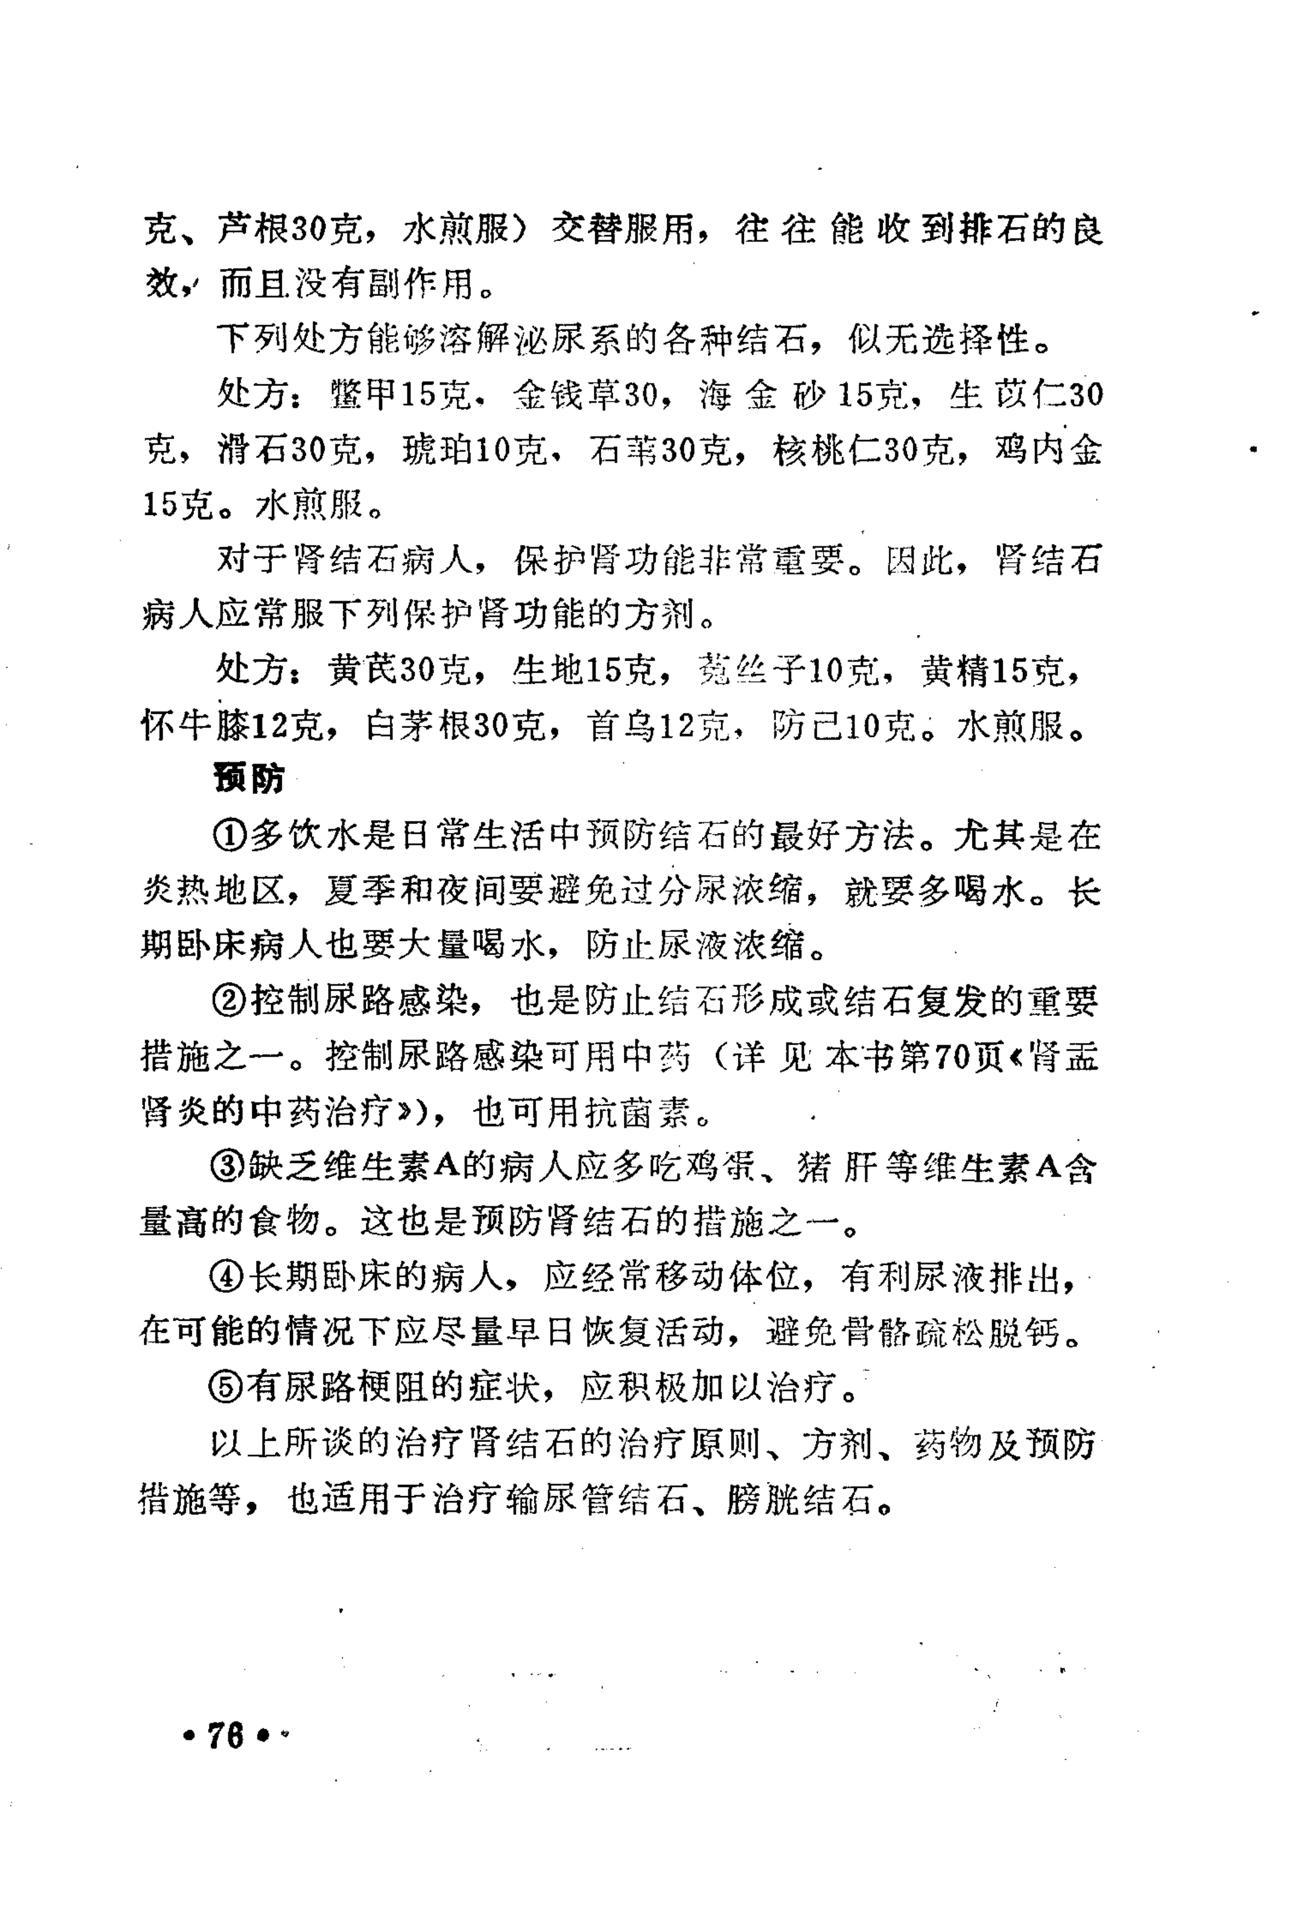 克、芦根30克，水煎服）交替服用，往往能收到排石的良
效，而且没有副作用。
下列处方能够溶解泌尿系的各种结石，似无选择性。
处方：鳖甲15克、金钱草30，海金砂15克，生苡仁30
克，滑石30克，琥珀10克、石苇30克，核桃仁30克，鸡内金
15克。水煎服。
对于肾结石病人，保护肾功能非常重要。因此，肾结石
病人应常服下列保护肾功能的方剂。
处方：黄芪30克，生地15克，菟丝子10克，黄精15克，
怀牛膝12克，白茅根30克，首乌12克，防己10克。水煎服。
预防
①多饮水是日常生活中预防结石的最好方法。尤其是在
炎热地区，夏季和夜间要避免过分尿浓缩，就要多喝水。长
期卧床病人也要大量喝水，防止尿液浓缩。
②控制尿路感染，也是防止结石形成或结石复发的重要
措施之一。控制尿路感染可用中药（详见本书第70页《肾盂
肾炎的中药治疗》），也可用抗菌素。
③缺乏维生素A的病人应多吃鸡蛋、猪肝等维生素A含
量高的食物。这也是预防肾结石的措施之一。
④长期卧床的病人，应经常移动体位，有利尿液排出，
在可能的情况下应尽量早日恢复活动，避免骨骼疏松脱钙。
⑤有尿路梗阻的症状，应积极加以治疗。
以上所谈的治疗肾结石的治疗原则、方剂、药物及预防
措施等，也适用于治疗输尿管结石、膀胱结石。
•76•